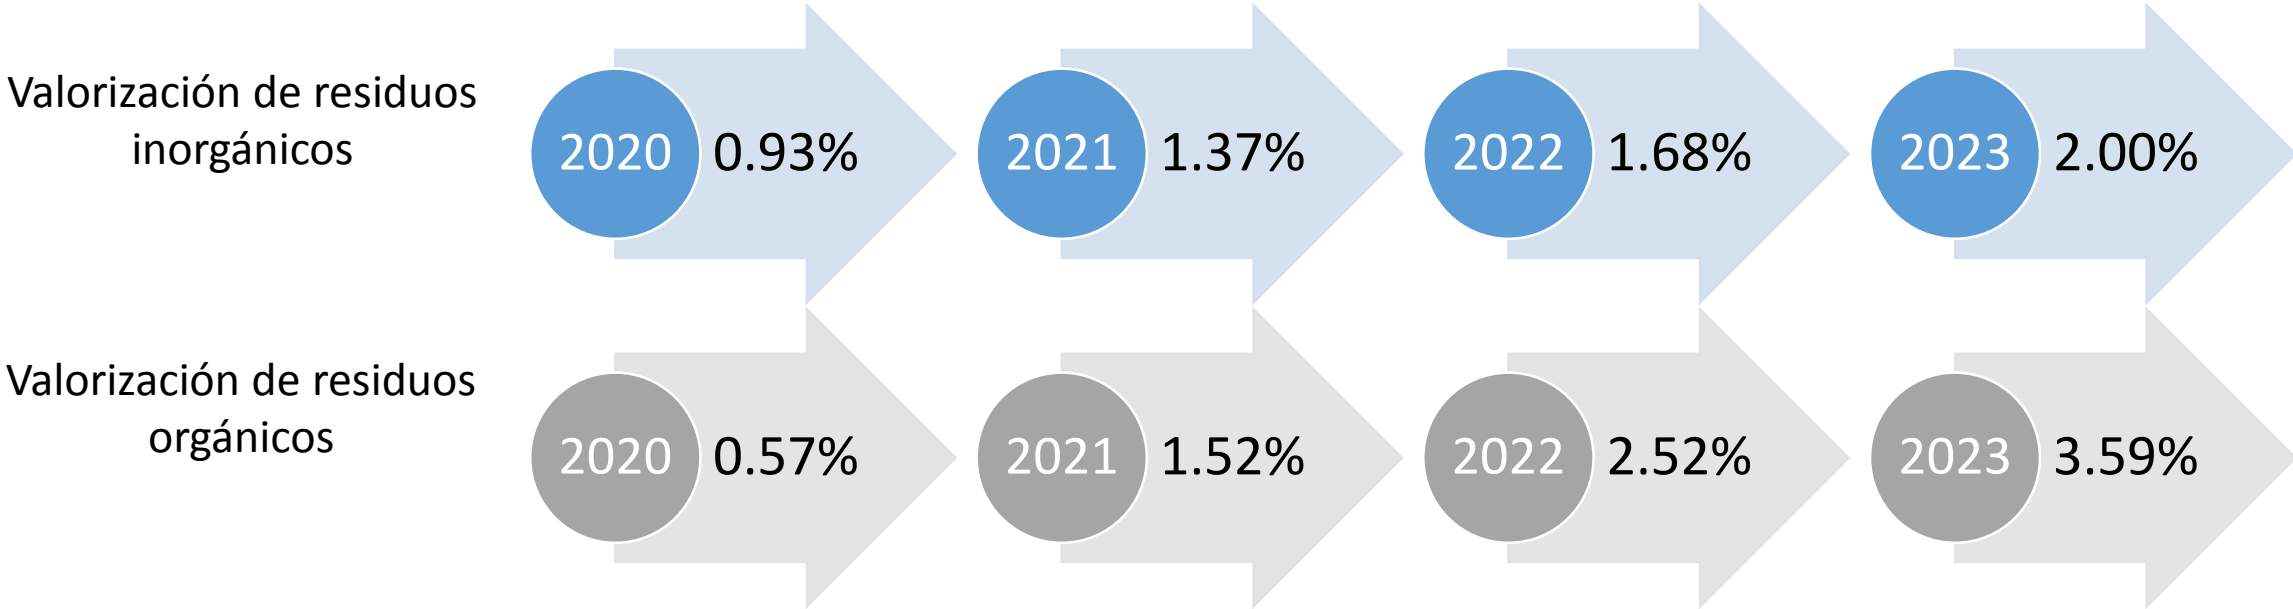 Valorización de residuos
inorgánicos
2020 0.93% 2021 1.37% 2022 1.68% 2023 2.00%
Valorización de residuos
orgánicos
2020 0.57% 2021 1.52% 2022 2.52% 2023 3.59%